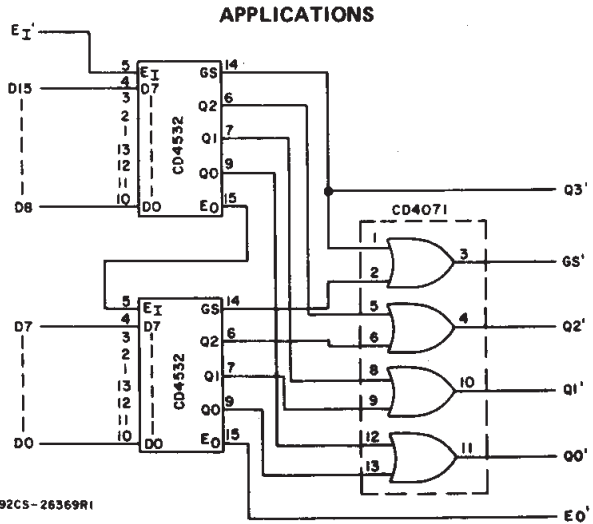 APPLICATIONS
EI'
5 EI GS 14
D15 4 D7
3
2 Q2 6
1
Q1 7
13
12 Q0 9
11
D8 10 D0 EO 15
CD4532
Q3'
CD4071
1
2
3 GS'
5 EI GS 14
D7 4 D7
3 Q2 6
2
1 Q1 7
13
12 Q0 9
11
D0 10 D0 EO 15
CD4532
5
6
4 Q2'
8
9
10 Q1'
12
13
11 Q0'
EO'
92CS-26369R1